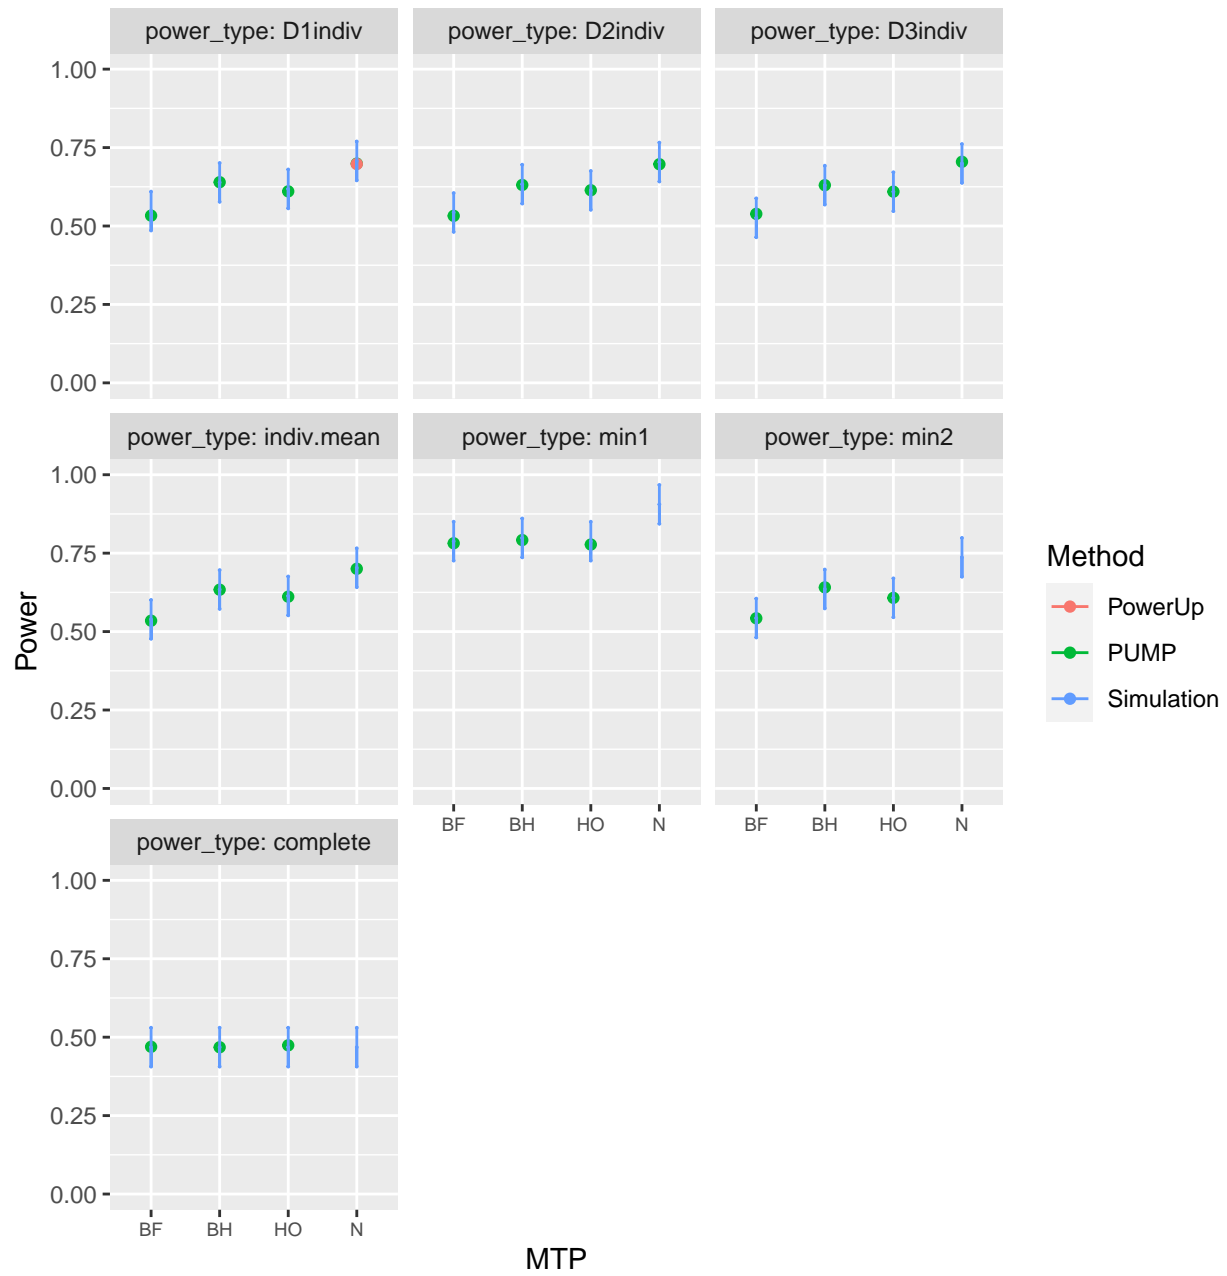 power_type: D1indiv
power_type: D2indiv
power_type: D3indiv
1.00
0.75
0.50
0.25
0.00
power_type: indiv.mean
power_type: min1
power_type: min2
1.00
0.75
0.50
0.25
0.00
BF BH HO N
BF BH HO N
power_type: complete
1.00
0.75
0.50
0.25
0.00
BF BH HO N
Power
MTP
Method
PowerUp
PUMP
Simulation